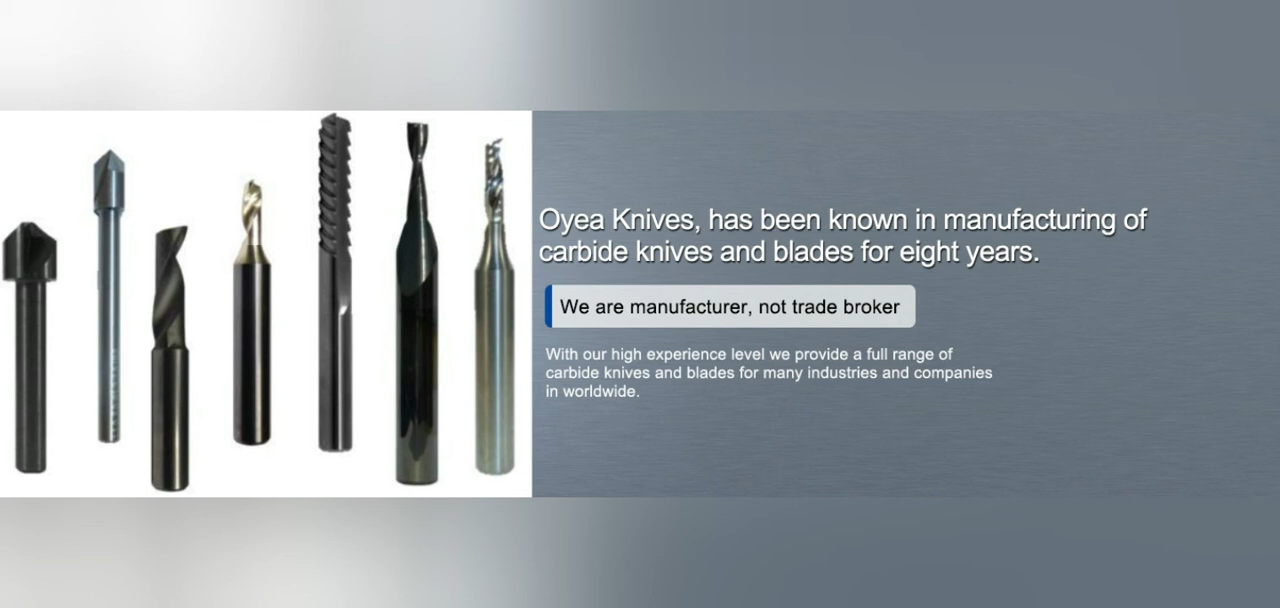 Oyea Knives, has been known in manufacturing of
carbide knives and blades for eight years.
We are manufacturer, not trade broker
With our high experience level we provide a full range of
carbide knives and blades for many industries and companies
in worldwide.